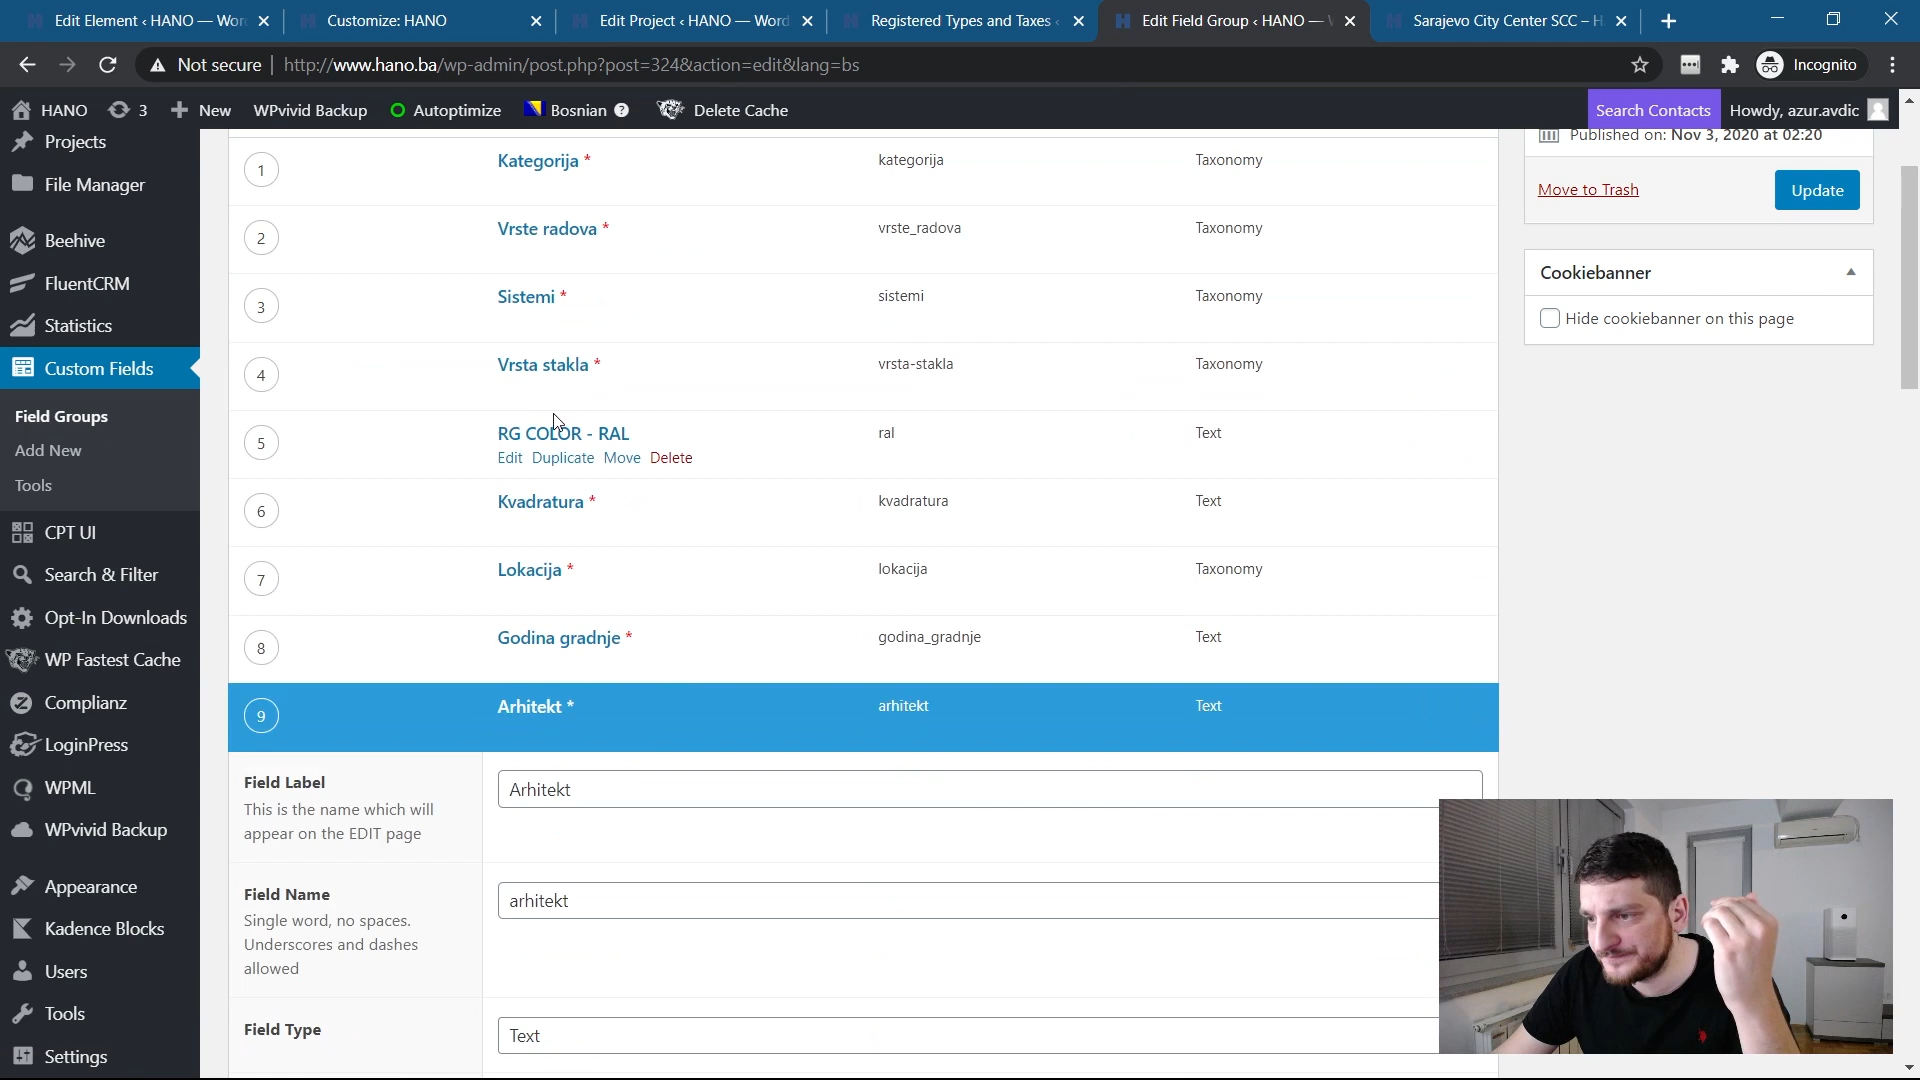 Edit Element ‹ HANO — Wor
Customize: HANO
Edit Project ‹ HANO — Word
Registered Types and Taxes ‹
Edit Field Group ‹ HANO —
Sarajevo City Center SCC – H
Not secure
http://www.hano.ba/wp-admin/post.php?post=324&action=edit&lang=bs
Incognito
HANO
3
New
WPvivid Backup
Autoptimize
Bosnian
Delete Cache
Search Contacts
Howdy, azur.avdic
Projects
File Manager
Beehive
FluentCRM
Statistics
Custom Fields
Field Groups
Add New
Tools
CPT UI
Search & Filter
Opt-In Downloads
WP Fastest Cache
Complianz
LoginPress
WPML
WPvivid Backup
Appearance
Kadence Blocks
Users
Tools
Settings
1 Kategorija * kategorija Taxonomy
2 Vrste radova * vrste_radova Taxonomy
3 Sistemi * sistemi Taxonomy
4 Vrsta stakla * vrsta-stakla Taxonomy
5 RG COLOR - RAL ral Text
Edit Duplicate Move Delete
6 Kvadratura * kvadratura Text
7 Lokacija * lokacija Taxonomy
8 Godina gradnje * godina_gradnje Text
9 Arhitekt * arhitekt Text
Field Label
This is the name which will
appear on the EDIT page
Arhitekt
Field Name
Single word, no spaces.
Underscores and dashes
allowed
arhitekt
Field Type
Text
Published on: Nov 3, 2020 at 02:20
Move to Trash
Update
Cookiebanner
Hide cookiebanner on this page